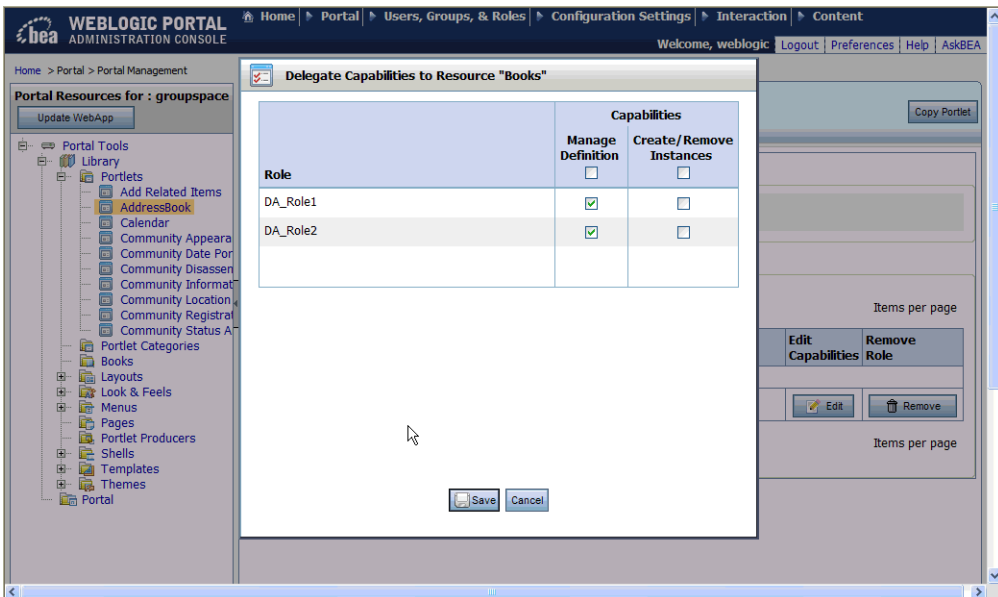 WEBLOGIC PORTAL
ADMINISTRATION CONSOLE
bea
Home Portal Users, Groups, & Roles Configuration Settings Interaction Content
Welcome, weblogic Logout Preferences Help AskBEA
Home > Portal > Portal Management
Portal Resources for : groupspace
Update WebApp
Portal Tools
Library
Portlets
Add Related Items
AddressBook
Calendar
Community Appeara
Community Date Por
Community Disassem
Community Informat
Community Location
Community Registrat
Community Status A
Portlet Categories
Books
Layouts
Look & Feels
Menus
Pages
Portlet Producers
Shells
Templates
Themes
Portal
Delegate Capabilities to Resource "Books"
Capabilities
Role
Manage Definition
Create/Remove Instances
DA_Role1
DA_Role2
Save Cancel
Copy Portlet
Items per page
Edit Remove
Capabilities Role
Edit Remove
Items per page